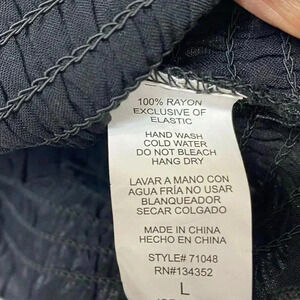 100% RAYON
EXCLUSIVE OF
ELASTIC
HAND WASH
COLD WATER
DO NOT BLEACH
HANG DRY
LAVAR A MANO CON
AGUA FRÍA NO USAR
BLANQUEADOR
SECAR COLGADO
MADE IN CHINA
HECHO EN CHINA
STYLE# 71048
RN#134352
L